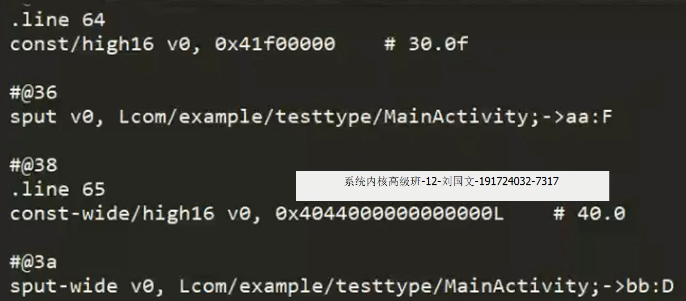 .line 64
const/high16 v0, 0x41f00000    # 30.0f
#@36
sput v0, Lcom/example/testtype/MainActivity;->aa:F
#@38
系统内核高级班-12-刘国文-191724032-7317
.line 65
const-wide/high16 v0, 0x4044000000000000L    # 40.0
#@3a
sput-wide v0, Lcom/example/testtype/MainActivity;->bb:D